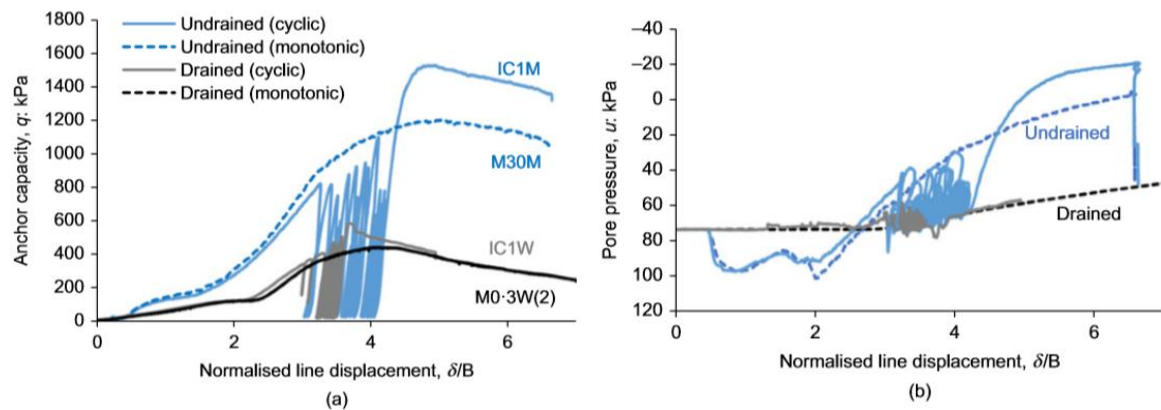 1800
1600
1400
1200
1000
800
600
400
200
0
Anchor capacity, q: kPa
Undrained (cyclic)
Undrained (monotonic)
Drained (cyclic)
Drained (monotonic)
IC1M
M30M
IC1W
M0·3W(2)
0 2 4 6
Normalised line displacement, δ/B
(a)
–40
–20
0
20
40
60
80
100
120
Pore pressure, u: kPa
Undrained
Drained
0 2 4 6
Normalised line displacement, δ/B
(b)